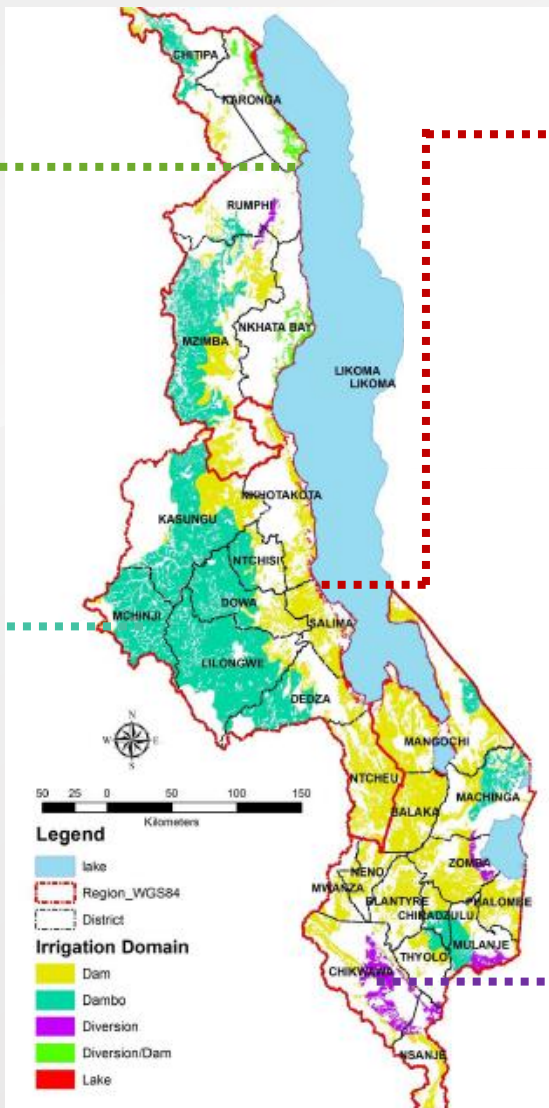 CHITIPA
KARONGA
RUMPHI
MZIMBA
NKHATA BAY
LIKOMA
LIKOMA
NKHOTAKOTA
KASUNGU
NTCHISI
DOWA
MCHINJI
SALIMA
LILONGWE
DEDZA
N
W E
S
MANGOCHI
NTCHEU
MACHINGA
BALAKA
50 25 0 50 100 150
Kilometers
ZOMBA
NENO
MWANZA
BLANTYRE
PHALOMBE
CHIRADZULU
MULANJE
THYOLO
CHIKWAWA
NSANJE
Legend
lake
Region_WGS84
District
Irrigation Domain
Dam
Dambo
Diversion
Diversion/Dam
Lake